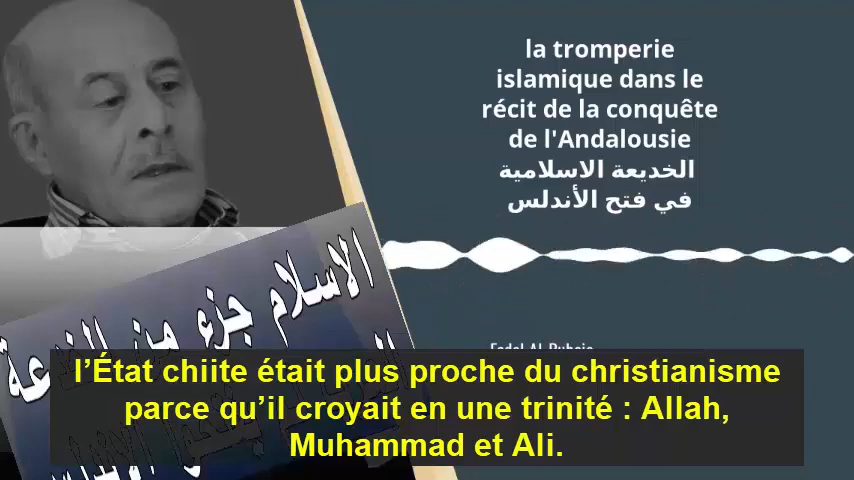 la tromperie
islamique dans le
récit de la conquête
de l'Andalousie
الخديعة الاسلامية
في فتح الأندلس
الاسلام جزء من
l’État chiite était plus proche du christianisme
parce qu’il croyait en une trinité : Allah,
Muhammad et Ali.